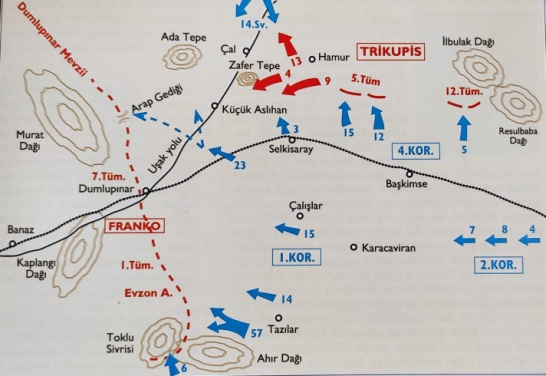 Dumlupınar Mevzii
14.Sv.
Ada Tepe
Çal
13
Hamur
TRİKUPİS
İlbulak Dağı
Zafer Tepe
4
9
5.Tüm
12.Tüm.
Arap Gediği
Küçük Aslıhan
Resulbaba
Dağı
Murat
Dağı
3
15
12
5
Uşak yolu
Selkisaray
4.KOR.
23
7.Tüm.
Dumlupınar
Başkimse
Çalışlar
Banaz
FRANKO
15
7
8
4
Karacaviran
Kaplangı
Dağı
1.Tüm.
1.KOR.
2.KOR.
Evzon A.
14
57
Tazılar
Toklu
Sivrisi
6
Ahır Dağı